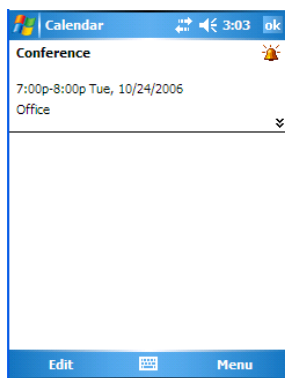 Calendar 3:03 ok
Conference
7:00p-8:00p Tue, 10/24/2006
Office
Edit Menu